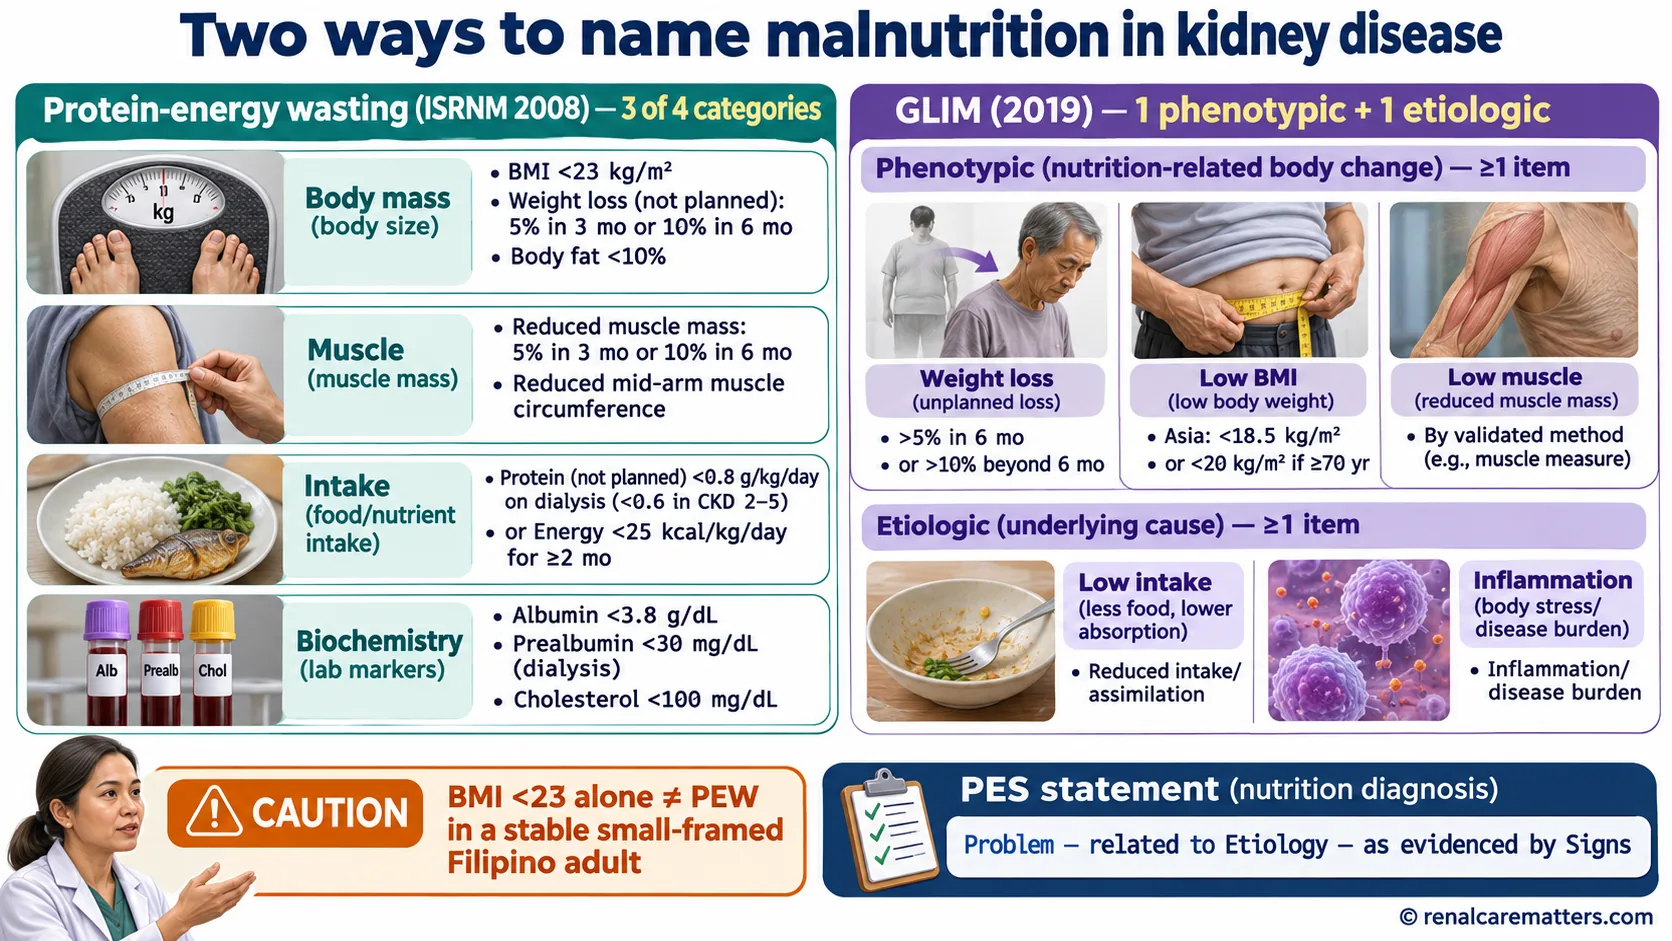 Two ways to name malnutrition in kidney disease
Protein-energy wasting (ISRNM 2008) — 3 of 4 categories
kg
Body mass
(body size)
• BMI <23 kg/m²
• Weight loss (not planned):
5% in 3 mo or 10% in 6 mo
• Body fat <10%
Muscle
(muscle mass)
• Reduced muscle mass:
5% in 3 mo or 10% in 6 mo
• Reduced mid-arm muscle
circumference
Intake
(food/nutrient
intake)
• Protein (not planned) <0.8 g/kg/day
on dialysis (<0.6 in CKD 2–5)
• or Energy <25 kcal/kg/day
for ≥2 mo
Alb
Prealb
Chol
Biochemistry
(lab markers)
• Albumin <3.8 g/dL
• Prealbumin <30 mg/dL
(dialysis)
• Cholesterol <100 mg/dL
GLIM (2019) — 1 phenotypic + 1 etiologic
Phenotypic (nutrition-related body change) — ≥1 item
Weight loss
(unplanned loss)
• >5% in 6 mo
• or >10% beyond 6 mo
Low BMI
(low body weight)
• Asia: <18.5 kg/m²
• or <20 kg/m² if ≥70 yr
Low muscle
(reduced muscle mass)
• By validated method
(e.g., muscle measure)
Etiologic (underlying cause) — ≥1 item
Low intake
(less food, lower
absorption)
• Reduced intake/
assimilation
Inflammation
(body stress/
disease burden)
• Inflammation/
disease burden
CAUTION
BMI <23 alone ≠ PEW
in a stable small-framed
Filipino adult
PES statement (nutrition diagnosis)
Problem — related to Etiology — as evidenced by Signs
© renalcarematters.com